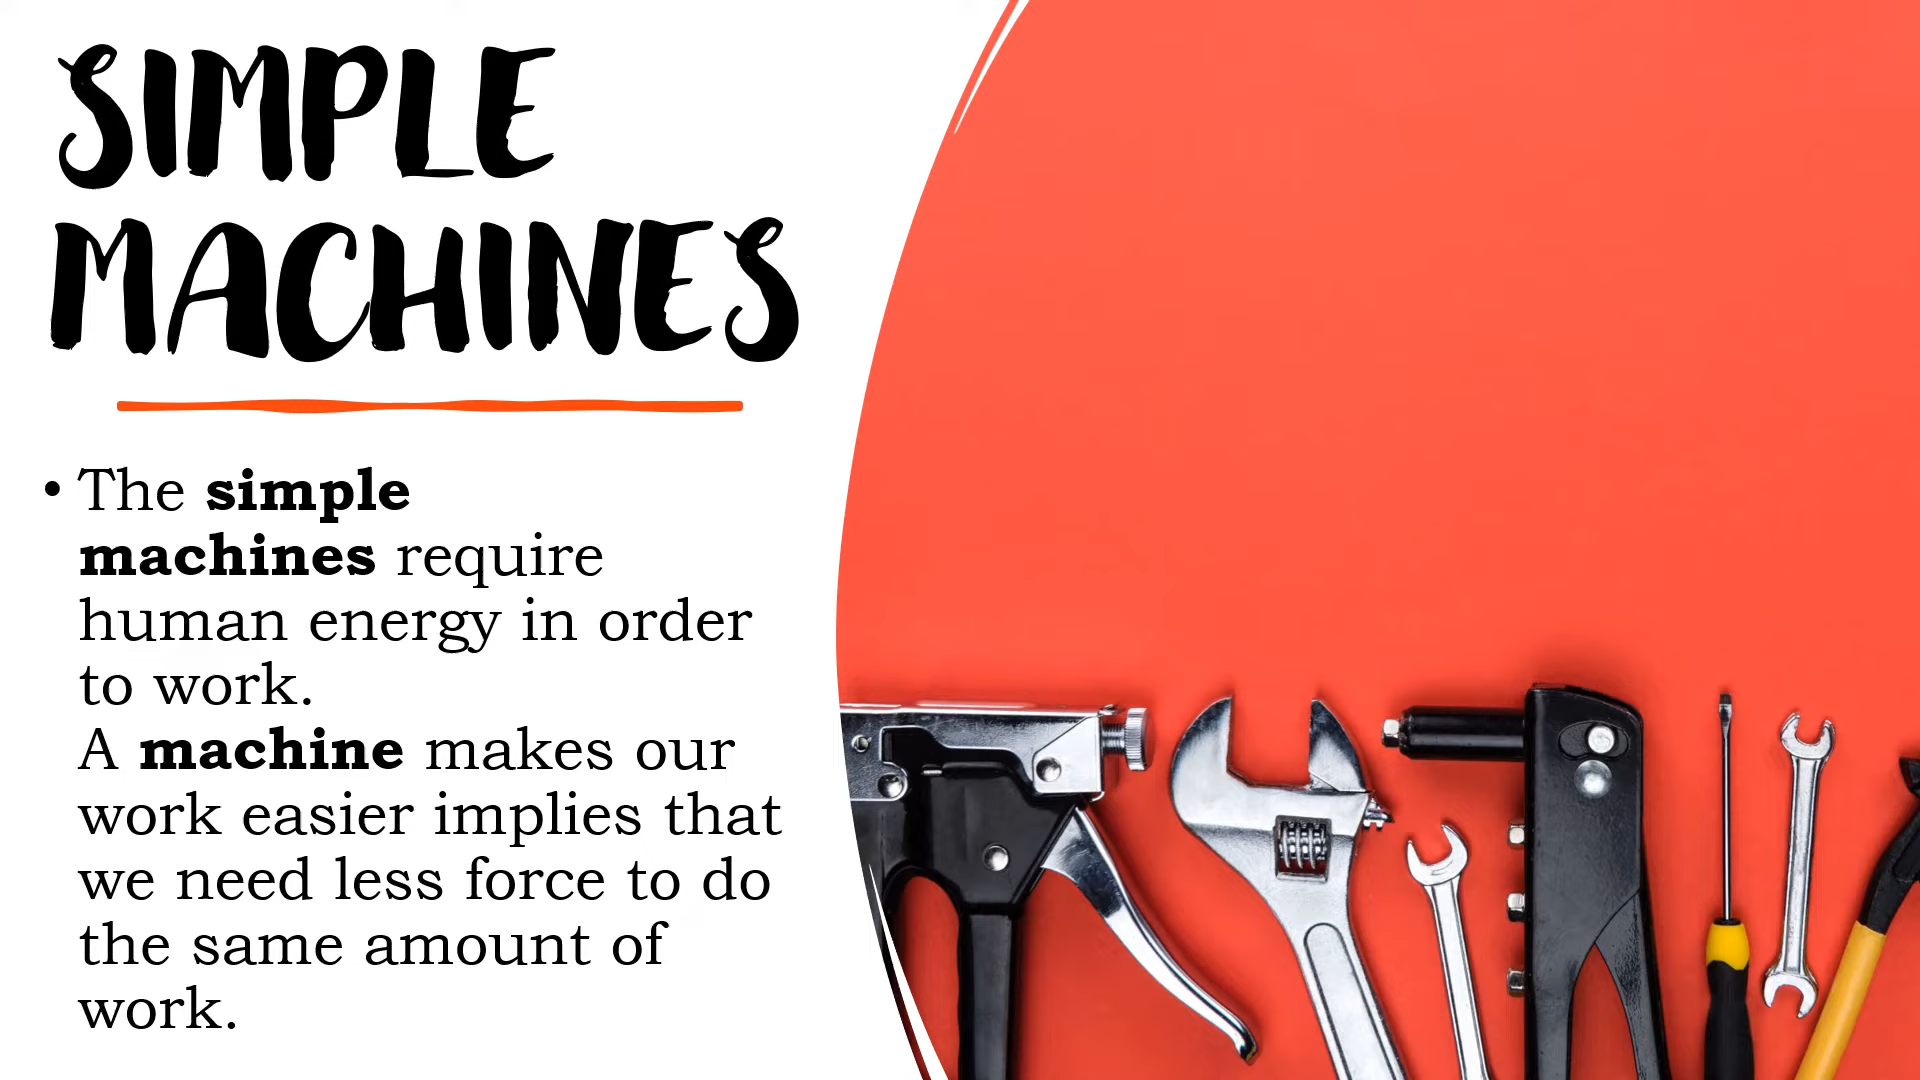 SIMPLE
MACHINES
• The simple
machines require
human energy in order
to work.
A machine makes our
work easier implies that
we need less force to do
the same amount of
work.